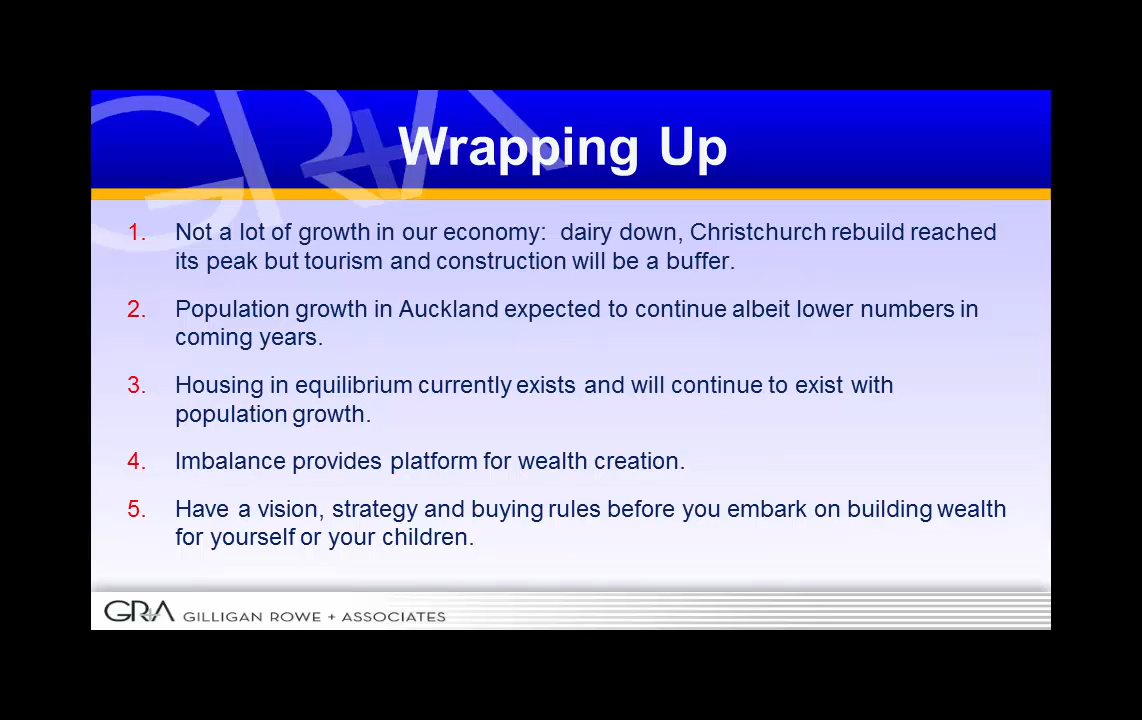 Wrapping Up
1. Not a lot of growth in our economy: dairy down, Christchurch rebuild reached
its peak but tourism and construction will be a buffer.
2. Population growth in Auckland expected to continue albeit lower numbers in
coming years.
3. Housing in equilibrium currently exists and will continue to exist with
population growth.
4. Imbalance provides platform for wealth creation.
5. Have a vision, strategy and buying rules before you embark on building wealth
for yourself or your children.
GRA GILLIGAN ROWE + ASSOCIATES